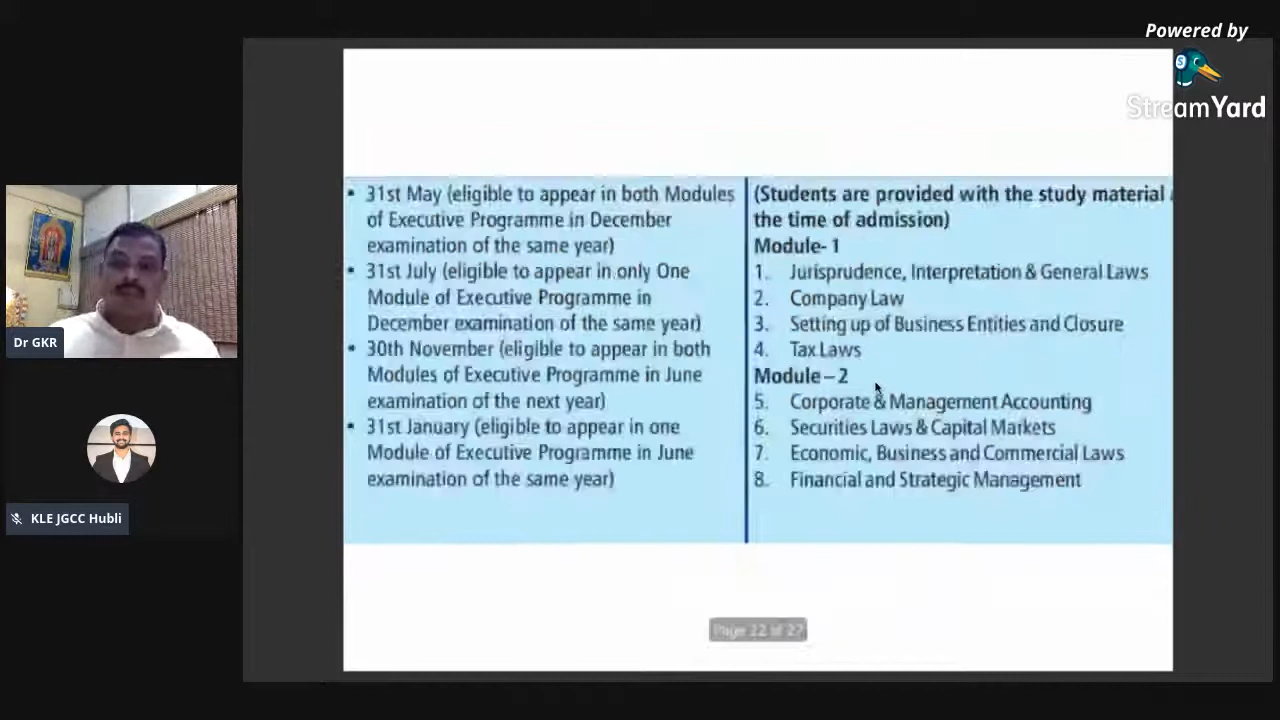 Powered by
StreamYard
• 31st May (eligible to appear in both Modules
of Executive Programme in December
examination of the same year)
• 31st July (eligible to appear in only One
Module of Executive Programme in
December examination of the same year)
• 30th November (eligible to appear in both
Modules of Executive Programme in June
examination of the next year)
• 31st January (eligible to appear in one
Module of Executive Programme in June
examination of the same year)
(Students are provided with the study material
the time of admission)
Module- 1
1. Jurisprudence, Interpretation & General Laws
2. Company Law
3. Setting up of Business Entities and Closure
4. Tax Laws
Module – 2
5. Corporate & Management Accounting
6. Securities Laws & Capital Markets
7. Economic, Business and Commercial Laws
8. Financial and Strategic Management
Page 22 of 27
Dr GKR
KLE JGCC Hubli